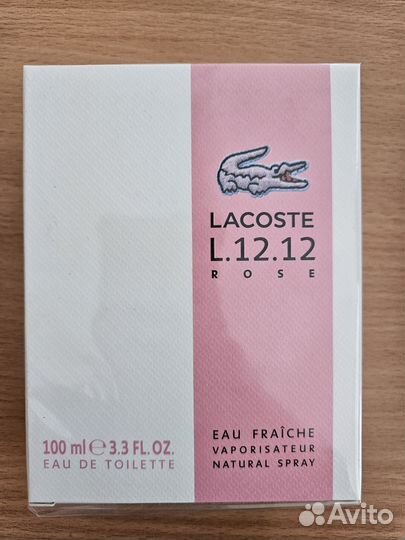 LACOSTE
L.12.12
ROSE
EAU FRAÎCHE
VAPORISATEUR
NATURAL SPRAY
100 ml ℮ 3.3 FL.OZ.
EAU DE TOILETTE
Avito